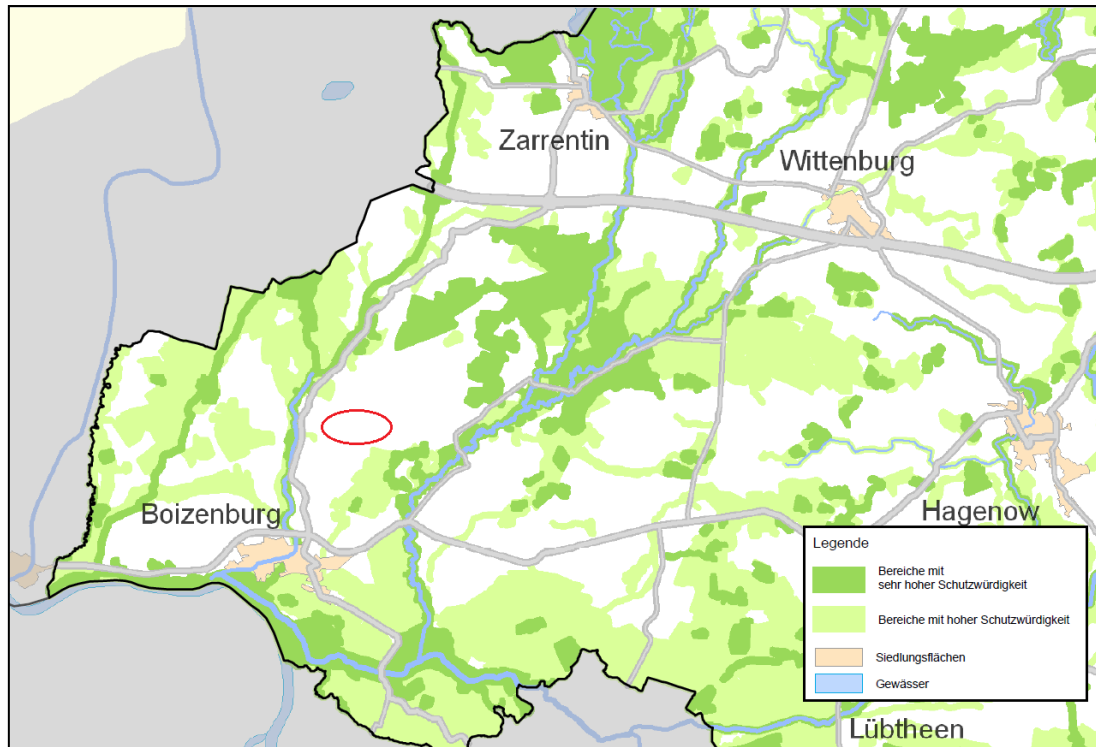 Zarrentin
Wittenburg
Boizenburg
Hagenow
Legende
Bereiche mit
sehr hoher Schutzwürdigkeit
Bereiche mit hoher Schutzwürdigkeit
Siedlungsflächen
Gewässer
Lübtheen